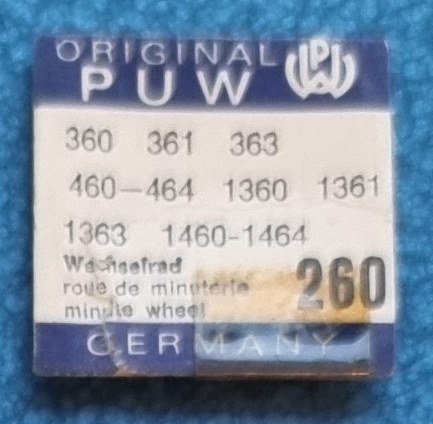 ORIGINAL
PUW
360 361 363
460-464 1360 1361
1363 1460-1464
Wechselrad
roue de minuterie
minute wheel
260
GERMANY